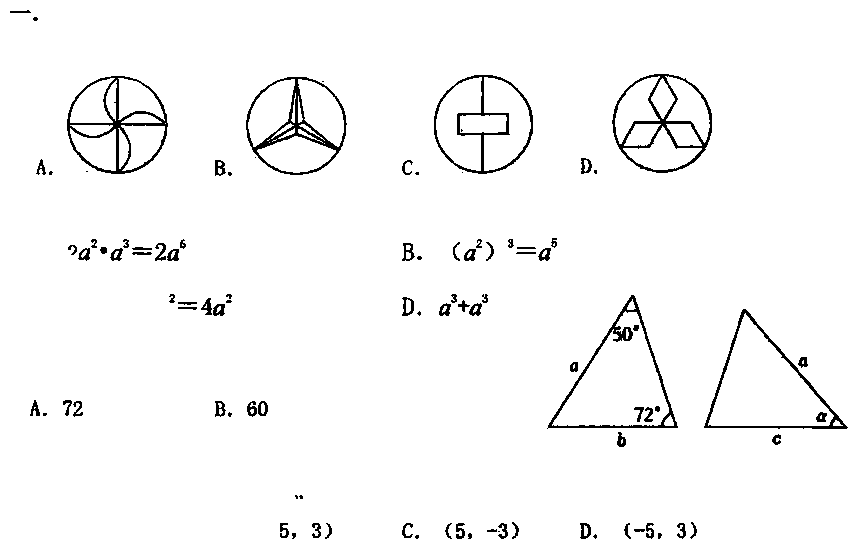 一.
A. B. C. D.
2a²•a³=2a⁶ B. (a²)³=a⁵
²=4a² D. a³+a³
50°
a a
A. 72 B. 60 72° α
b c
5, 3) C. (5, -3) D. (-5, 3)